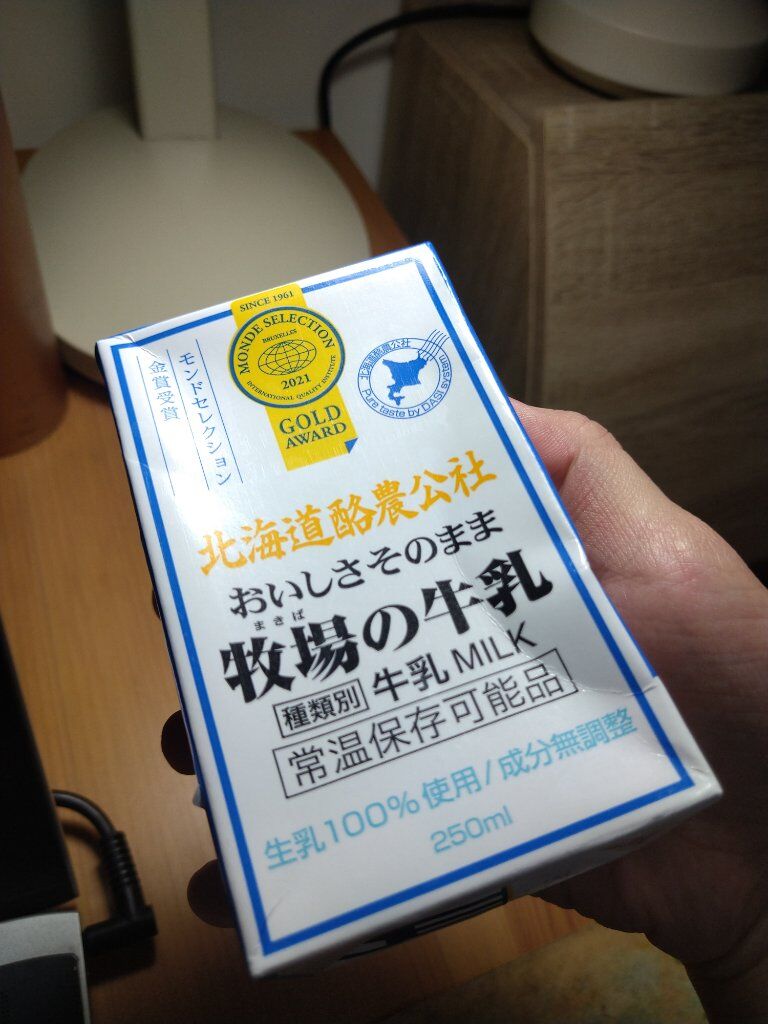 SINCE 1961
MONDE SELECTION
BRUXELLES
2021
INTERNATIONAL QUALITY INSTITUTE
GOLD
AWARD
モンドセレクション
金賞受賞
北海道酪農公社
Pure taste by DASI system
北海道酪農公社
おいしさそのまま
まきば
牧場の牛乳
種類別 牛乳 MILK
常温保存可能品
生乳100%使用/成分無調整
250ml